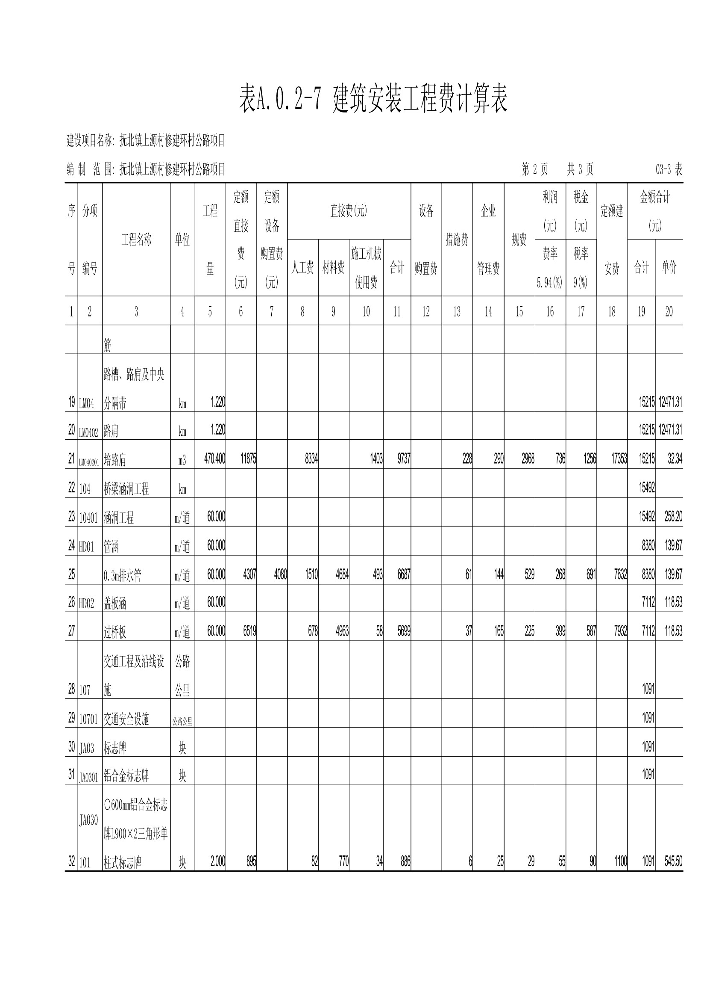 表A.0.2-7 建筑安装工程费计算表
建设项目名称: 抚北镇上源村修建环村公路项目
编 制 范 围: 抚北镇上源村修建环村公路项目 第 2 页 共 3 页 03-3 表
序号 分项编号 工程名称 单位 工程量 定额直接费(元) 定额设备购置费(元) 直接费(元) 设备购置费 措施费 企业管理费 规费 利润(元) 税金(元) 定额建安费 金额合计(元)
人工费 材料费 施工机械使用费 合计 费率5.94(%) 税率9(%) 合计 单价
1 2 3 4 5 6 7 8 9 10 11 12 13 14 15 16 17 18 19 20
筋
路槽、路肩及中央
19 LM04 分隔带 km 1.220 15215 12471.31
20 LM0402 路肩 km 1.220 15215 12471.31
21 LM040201 培路肩 m3 470.400 11875 8334 1403 9737 228 290 2968 736 1256 17353 15215 32.34
22 104 桥梁涵洞工程 km 15492
23 10401 涵洞工程 m/道 60.000 15492 258.20
24 HD01 管涵 m/道 60.000 8380 139.67
25 0.3m排水管 m/道 60.000 4307 4080 1510 4684 493 6687 61 144 529 268 691 7632 8380 139.67
26 HD02 盖板涵 m/道 60.000 7112 118.53
27 过桥板 m/道 60.000 6519 678 4963 58 5699 37 165 225 399 587 7932 7112 118.53
交通工程及沿线设 公路
28 107 施 公里 1091
29 10701 交通安全设施 公路公里 1091
30 JA03 标志牌 块 1091
31 JA0301 铝合金标志牌 块 1091
○600mm铝合金标志
JA030
牌L900×2三角形单
32 101 柱式标志牌 块 2.000 895 82 770 34 886 6 25 29 55 90 1100 1091 545.50